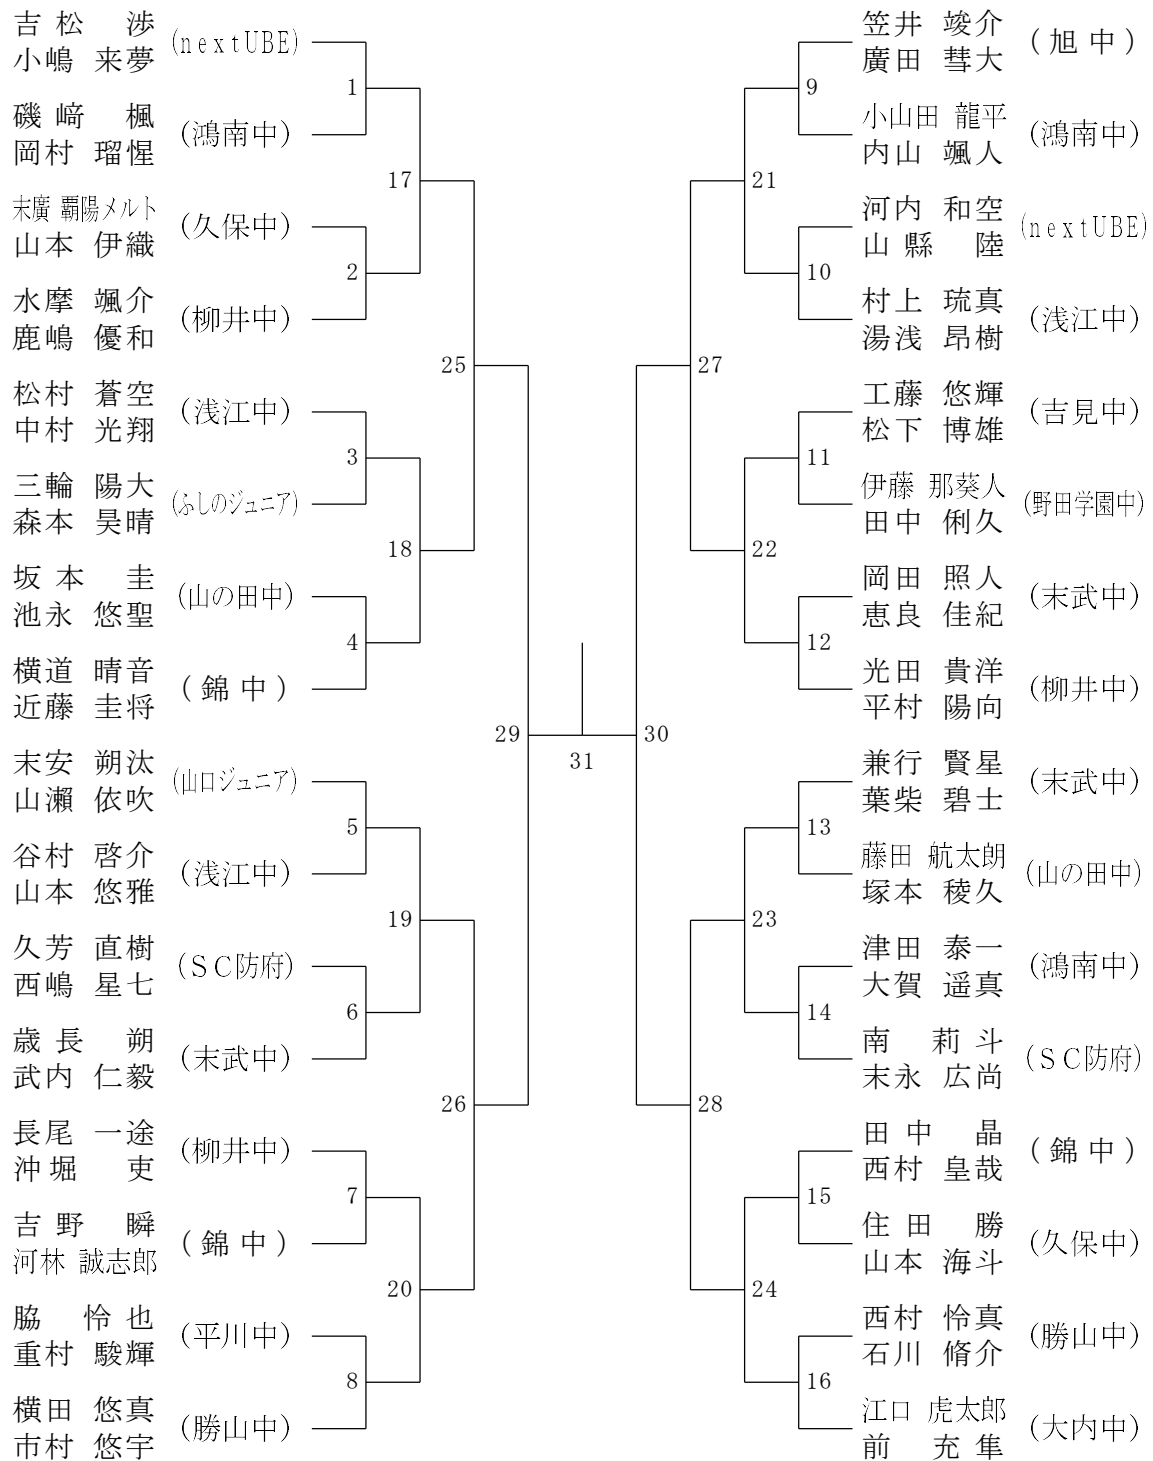 吉松 渉
小嶋 来夢
(nextUBE)
磯﨑 楓
岡村 瑠惺
(鴻南中)
末廣 覇陽メルト
山本 伊織
(久保中)
水摩 颯介
鹿嶋 優和
(柳井中)
松村 蒼空
中村 光翔
(浅江中)
三輪 陽大
森本 昊晴
(ふしのジュニア)
坂本 圭
池永 悠聖
(山の田中)
横道 晴音
近藤 圭将
(錦中)
末安 朔汰
山瀬 依吹
(山口ジュニア)
谷村 啓介
山本 悠雅
(浅江中)
久芳 直樹
西嶋 星七
(SC防府)
歳長 朔
武内 仁毅
(末武中)
長尾 一途
沖堀 吏
(柳井中)
吉野 瞬
河林 誠志郎
(錦中)
脇 怜也
重村 駿輝
(平川中)
横田 悠真
市村 悠宇
(勝山中)
1
2
3
4
5
6
7
8
17
18
19
20
25
26
29
31
30
27
28
21
22
23
24
9
10
11
12
13
14
15
16
笠井 竣介
廣田 彗大
(旭中)
小山田 龍平
内山 颯人
(鴻南中)
河内 和空
山縣 陸
(nextUBE)
村上 琉真
湯浅 昂樹
(浅江中)
工藤 悠輝
松下 博雄
(吉見中)
伊藤 那葵人
田中 俐久
(野田学園中)
岡田 照人
恵良 佳紀
(末武中)
光田 貴洋
平村 陽向
(柳井中)
兼行 賢星
葉柴 碧士
(末武中)
藤田 航太朗
塚本 稜久
(山の田中)
津田 泰一
大賀 遥真
(鴻南中)
南 莉斗
末永 広尚
(SC防府)
田中 晶
西村 皇哉
(錦中)
住田 勝
山本 海斗
(久保中)
西村 怜真
石川 脩介
(勝山中)
江口 虎太郎
前 充隼
(大内中)